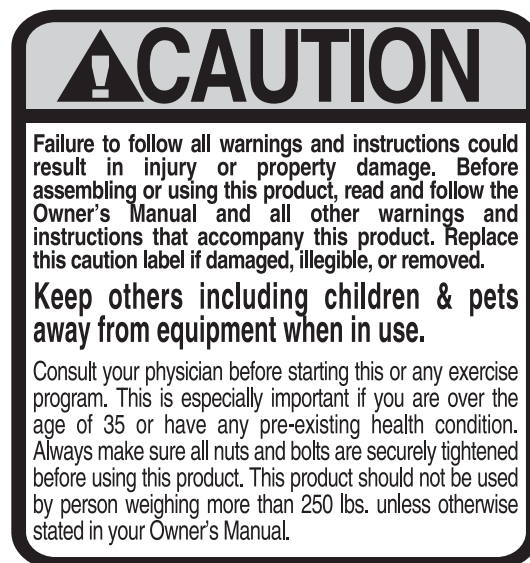 CAUTION
Failure to follow all warnings and instructions could
result in injury or property damage. Before
assembling or using this product, read and follow the
Owner's Manual and all other warnings and
instructions that accompany this product. Replace
this caution label if damaged, illegible, or removed.
Keep others including children & pets
away from equipment when in use.
Consult your physician before starting this or any exercise
program. This is especially important if you are over the
age of 35 or have any pre-existing health condition.
Always make sure all nuts and bolts are securely tightened
before using this product. This product should not be used
by person weighing more than 250 lbs. unless otherwise
stated in your Owner's Manual.